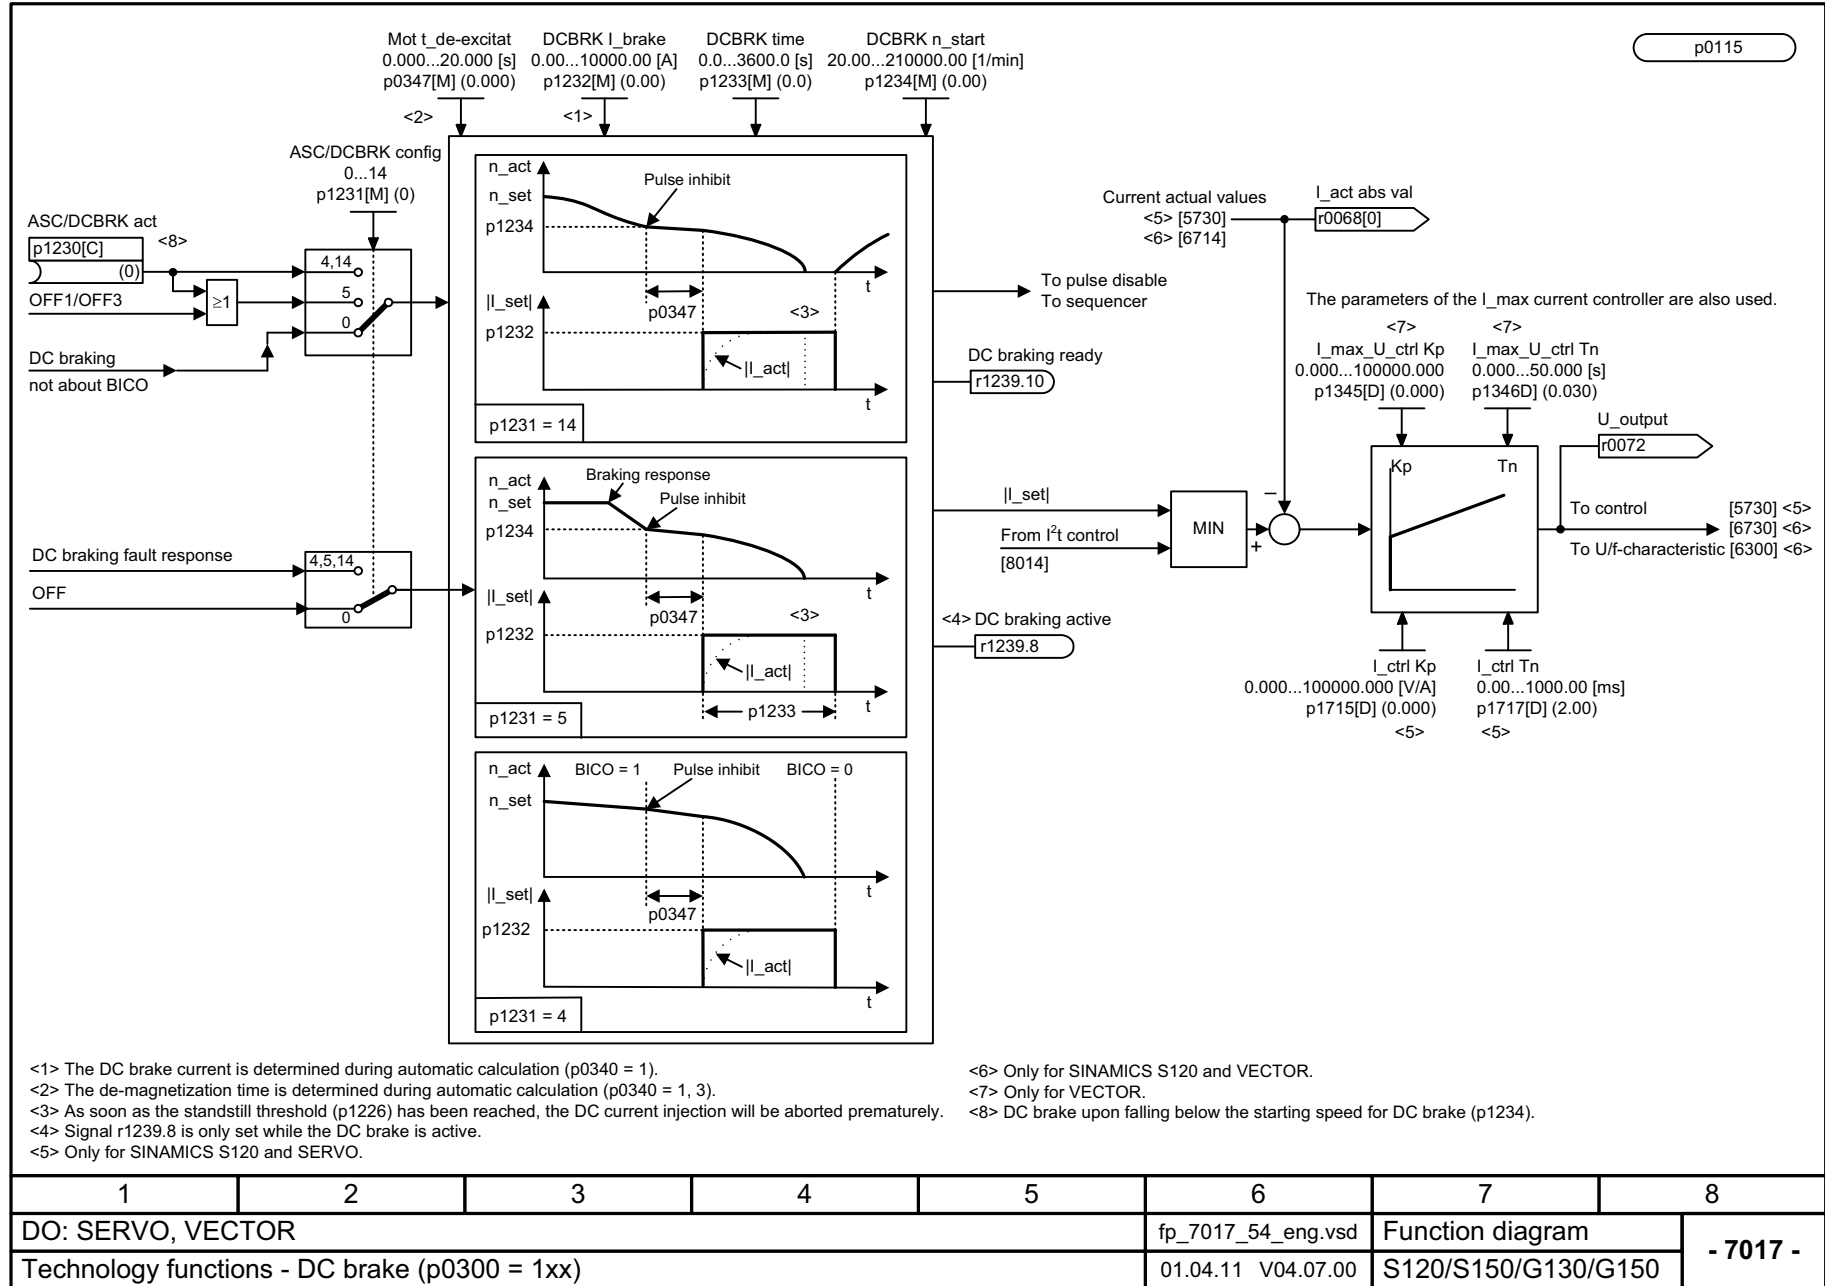 Mot t_de-excitat
0.000...20.000 [s]
p0347[M] (0.000)
<2>
DCBRK I_brake
0.00...10000.00 [A]
p1232[M] (0.00)
<1>
DCBRK time
0.0...3600.0 [s]
p1233[M] (0.0)
DCBRK n_start
20.00...210000.00 [1/min]
p1234[M] (0.00)
p0115
ASC/DCBRK config
0...14
p1231[M] (0)
ASC/DCBRK act
p1230[C]
<8>
(0)
OFF1/OFF3
≥1
DC braking
not about BICO
4,14
5
0
DC braking fault response
OFF
4,5,14
0
n_act
n_set
p1234
Pulse inhibit
t
|I_set|
p1232
p0347
<3>
|I_act|
t
p1231 = 14
n_act
n_set
p1234
Braking response
Pulse inhibit
t
|I_set|
p1232
p0347
<3>
|I_act|
p1233
t
p1231 = 5
n_act
n_set
BICO = 1
Pulse inhibit
BICO = 0
t
|I_set|
p1232
p0347
|I_act|
t
p1231 = 4
Current actual values
<5> [5730]
<6> [6714]
I_act abs val
r0068[0]
To pulse disable
To sequencer
DC braking ready
r1239.10
The parameters of the I_max current controller are also used.
<7>
I_max_U_ctrl Kp
0.000...100000.000
p1345[D] (0.000)
<7>
I_max_U_ctrl Tn
0.000...50.000 [s]
p1346D] (0.030)
U_output
r0072
|I_set|
From I²t control
[8014]
MIN
+
–
Kp
Tn
To control
[5730] <5>
[6730] <6>
To U/f-characteristic [6300] <6>
<4> DC braking active
r1239.8
I_ctrl Kp
0.000...100000.000 [V/A]
p1715[D] (0.000)
<5>
I_ctrl Tn
0.00...1000.00 [ms]
p1717[D] (2.00)
<5>
<1> The DC brake current is determined during automatic calculation (p0340 = 1).
<2> The de-magnetization time is determined during automatic calculation (p0340 = 1, 3).
<3> As soon as the standstill threshold (p1226) has been reached, the DC current injection will be aborted prematurely.
<4> Signal r1239.8 is only set while the DC brake is active.
<5> Only for SINAMICS S120 and SERVO.
<6> Only for SINAMICS S120 and VECTOR.
<7> Only for VECTOR.
<8> DC brake upon falling below the starting speed for DC brake (p1234).
1 2 3 4 5 6 7 8
DO: SERVO, VECTOR
fp_7017_54_eng.vsd
Function diagram
- 7017 -
Technology functions - DC brake (p0300 = 1xx)
01.04.11 V04.07.00
S120/S150/G130/G150